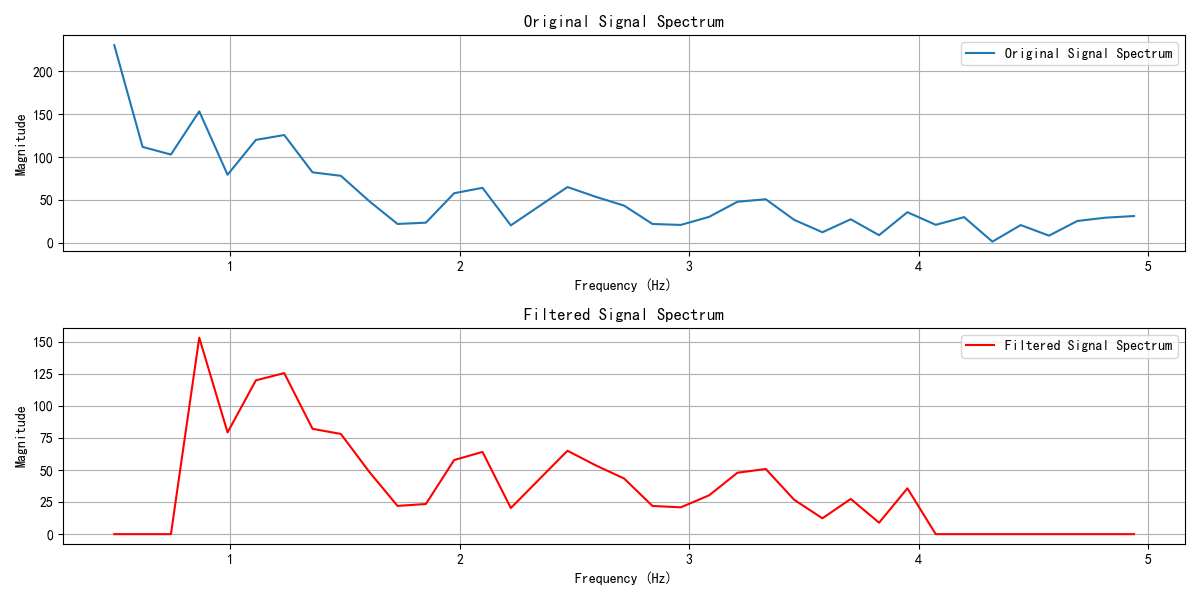 Original Signal Spectrum
Original Signal Spectrum
200
150
100
50
0
Magnitude
1 2 3 4 5
Frequency (Hz)
Filtered Signal Spectrum
Filtered Signal Spectrum
150
125
100
75
50
25
0
Magnitude
1 2 3 4 5
Frequency (Hz)